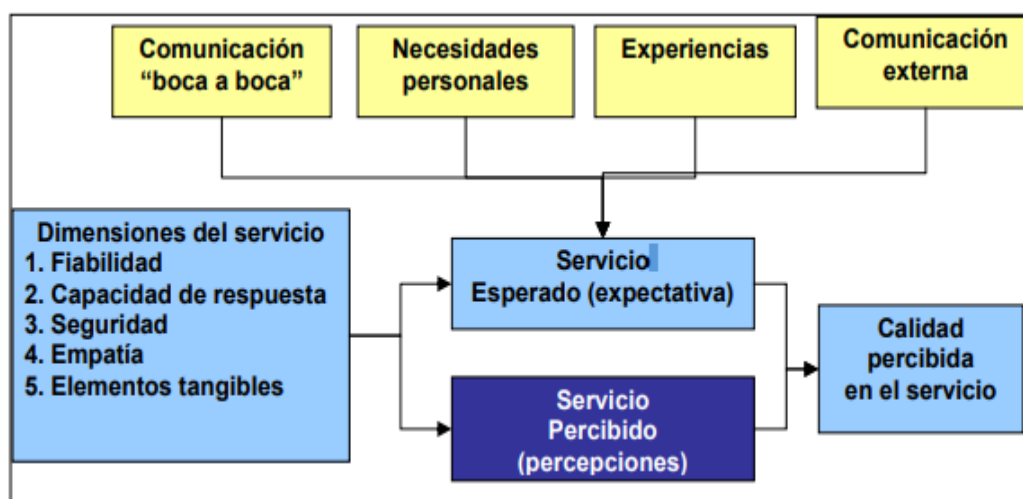 Comunicación
“boca a boca”
Necesidades
personales
Experiencias
Comunicación
externa
Dimensiones del servicio
1. Fiabilidad
2. Capacidad de respuesta
3. Seguridad
4. Empatía
5. Elementos tangibles
Servicio
Esperado (expectativa)
Servicio
Percibido
(percepciones)
Calidad
percibida
en el servicio